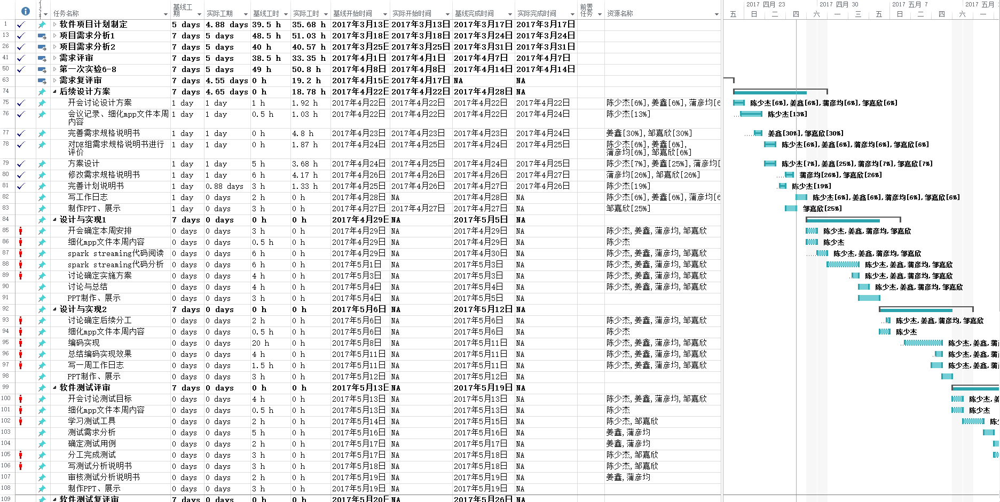 2017 四月 23 2017 四月 30 2017 五月 7 2017 五月
任务名称 基线工期 实际工期 基线工时 实际工时 基线开始时间 实际开始时间 基线完成时间 实际完成时间 前置任务 资源名称 五 日 二 四 六 一 三 五 日 二 四 六 一
1 软件项目计划制定 5 days 4.88 days 39.5 h 35.68 h 2017年3月13日 2017年3月13日 2017年3月17日 2017年3月17日
13 项目需求分析1 7 days 5 days 48.5 h 51.03 h 2017年3月18日 2017年3月18日 2017年3月24日 2017年3月24日
26 项目需求分析2 7 days 5 days 40 h 40.57 h 2017年3月25日 2017年3月25日 2017年3月31日 2017年3月31日
41 需求评审 7 days 5 days 38.5 h 33.35 h 2017年4月1日 2017年4月1日 2017年4月7日 2017年4月7日
50 第一次实验6-8 7 days 5 days 49 h 50.8 h 2017年4月8日 2017年4月8日 2017年4月14日 2017年4月14日
63 需求复评审 7 days 4.55 days 0 h 19.2 h 2017年4月15日 2017年4月17日 NA NA
74 后续设计方案 7 days 4.65 days 0 h 18.78 h 2017年4月22日 2017年4月22日 2017年4月28日 NA
75 开会讨论设计方案 1 day 1 day 1 h 1.92 h 2017年4月22日 2017年4月22日 2017年4月22日 2017年4月22日 陈少杰[6%],姜鑫[6%],蒲彦均[6 陈少杰[6%],姜鑫[6%],蒲彦均[6%],邹嘉欣[6%]
76 会议记录、细化mpp文件本周内容 1 day 1 day 0.5 h 1.03 h 2017年4月22日 2017年4月22日 2017年4月22日 2017年4月24日 陈少杰[13%] 陈少杰[13%]
77 完善需求规格说明书 1 day 1 day 0 h 4.8 h 2017年4月23日 2017年4月23日 2017年4月23日 2017年4月24日 姜鑫[30%],邹嘉欣[30%] 姜鑫[30%],邹嘉欣[30%]
78 对DE组需求规格说明书进行评价 1 day 1 day 0 h 1.87 h 2017年4月24日 2017年4月24日 2017年4月24日 2017年4月25日 陈少杰[6%],姜鑫[6%],蒲彦均[6%],邹嘉欣[6%] 陈少杰[6%],姜鑫[6%],蒲彦均[6%],邹嘉欣[6%]
79 方案设计 1 day 1 day 5 h 3.68 h 2017年4月24日 2017年4月24日 2017年4月24日 2017年4月25日 陈少杰[7%],姜鑫[25%],蒲彦均[ 陈少杰[7%],姜鑫[25%],蒲彦均[7%],邹嘉欣[7%]
80 修改需求规格说明书 1 day 1 day 6 h 4.17 h 2017年4月26日 2017年4月26日 2017年4月26日 2017年4月27日 蒲彦均[26%],邹嘉欣[26%] 蒲彦均[26%],邹嘉欣[26%]
81 完善计划说明书 1 day 0.88 days 3 h 1.33 h 2017年4月25日 2017年4月26日 2017年4月27日 2017年4月26日 陈少杰[19%] 陈少杰[19%]
82 写工作日志 1 day 0 days 2 h 0 h 2017年4月28日 NA 2017年4月28日 NA 陈少杰[6%],姜鑫[6%],蒲彦均[6 陈少杰[6%],姜鑫[6%],蒲彦均[6%],邹嘉欣[6%]
83 制作PPT、展示 1 day 0 days 3 h 0 h 2017年4月27日 2017年4月27日 2017年4月27日 NA 邹嘉欣[25%] 邹嘉欣[25%]
84 设计与实现1 7 days 0 days 0 h 0 h 2017年4月29日 NA 2017年5月5日 NA
85 开会确定本周安排 0 days 0 days 3 h 0 h 2017年4月29日 NA 2017年4月29日 NA 陈少杰,姜鑫,蒲彦均,邹嘉欣 陈少杰,姜鑫,蒲彦均,邹嘉欣
86 细化mpp文件本周内容 0 days 0 days 0.5 h 0 h 2017年4月29日 NA 2017年4月29日 NA 陈少杰 陈少杰
87 spark streaming代码阅读 0 days 0 days 6 h 0 h 2017年4月29日 NA 2017年4月30日 NA 陈少杰,姜鑫,蒲彦均,邹嘉欣 陈少杰,姜鑫,蒲彦均,邹嘉欣
88 spark streaming代码分析 0 days 0 days 6 h 0 h 2017年5月1日 NA 2017年5月3日 NA 陈少杰,姜鑫,蒲彦均,邹嘉欣 陈少杰,姜鑫,蒲彦均,邹嘉欣
89 讨论确定实施方案 0 days 0 days 4 h 0 h 2017年5月3日 NA 2017年5月3日 NA 陈少杰,姜鑫,蒲彦均,邹嘉欣 陈少杰,姜鑫,蒲彦均,邹嘉欣
90 讨论与总结 0 days 0 days 4 h 0 h 2017年5月4日 NA 2017年5月4日 NA 陈少杰,姜鑫,蒲彦均,邹嘉欣 陈少杰,姜鑫,蒲彦均,邹嘉欣
91 PPT制作、展示 0 days 0 days 3 h 0 h 2017年5月4日 NA 2017年5月5日 NA
92 设计与实现2 7 days 0 days 0 h 0 h 2017年5月6日 NA 2017年5月12日 NA
93 讨论确定后续分工 0 days 0 days 2 h 0 h 2017年5月6日 NA 2017年5月6日 NA 陈少杰,姜鑫,蒲彦均,邹嘉欣 陈少杰,姜鑫,蒲彦均,邹嘉欣
94 细化mpp文件本周内容 0 days 0 days 0.5 h 0 h 2017年5月6日 NA 2017年5月6日 NA 陈少杰 陈少杰
95 编码实现 0 days 0 days 20 h 0 h 2017年5月8日 NA 2017年5月11日 NA 陈少杰,姜鑫,蒲彦均,邹嘉欣 陈少杰,姜鑫,蒲
96 总结编码实现效果 0 days 0 days 4 h 0 h 2017年5月11日 NA 2017年5月11日 NA 陈少杰,姜鑫,蒲彦均,邹嘉欣 陈少杰,姜鑫,蒲
97 写一周工作日志 0 days 0 days 1.5 h 0 h 2017年5月11日 NA 2017年5月11日 NA 陈少杰,姜鑫,蒲彦均,邹嘉欣 陈少杰,姜鑫,蒲
98 PPT制作、展示 0 days 0 days 3 h 0 h 2017年5月12日 NA 2017年5月12日 NA
99 软件测试评审 7 days 0 days 0 h 0 h 2017年5月13日 NA 2017年5月19日 NA
100 开会讨论测试目标 0 days 0 days 4 h 0 h 2017年5月13日 NA 2017年5月13日 NA 陈少杰,姜鑫,蒲彦均,邹嘉欣 陈少杰,姜
101 细化mpp文件本周内容 0 days 0 days 0.5 h 0 h 2017年5月13日 NA 2017年5月13日 NA 陈少杰 陈少杰
102 学习测试工具 0 days 0 days 2 h 0 h 2017年5月14日 NA 2017年5月15日 NA 陈少杰,邹嘉欣 陈
103 测试需求分析 0 days 0 days 5 h 0 h 2017年5月16日 NA 2017年5月16日 NA 姜鑫,蒲彦均
104 确定测试用例 0 days 0 days 2 h 0 h 2017年5月17日 NA 2017年5月17日 NA 姜鑫,蒲彦均
105 分工完成测试 0 days 0 days 3 h 0 h 2017年5月17日 NA 2017年5月18日 NA 陈少杰,邹嘉欣
106 写测试分析说明书 0 days 0 days 3 h 0 h 2017年5月18日 NA 2017年5月18日 NA 陈少杰,邹嘉欣
107 审核测试分析说明书 0 days 0 days 2 h 0 h 2017年5月19日 NA 2017年5月19日 NA 姜鑫,蒲彦均
108 制作PPT、展示 0 days 0 days 3 h 0 h 2017年5月19日 NA 2017年5月19日 NA
109 软件测试复评审 7 days 0 days 0 h 0 h 2017年5月20日 NA 2017年5月26日 NA